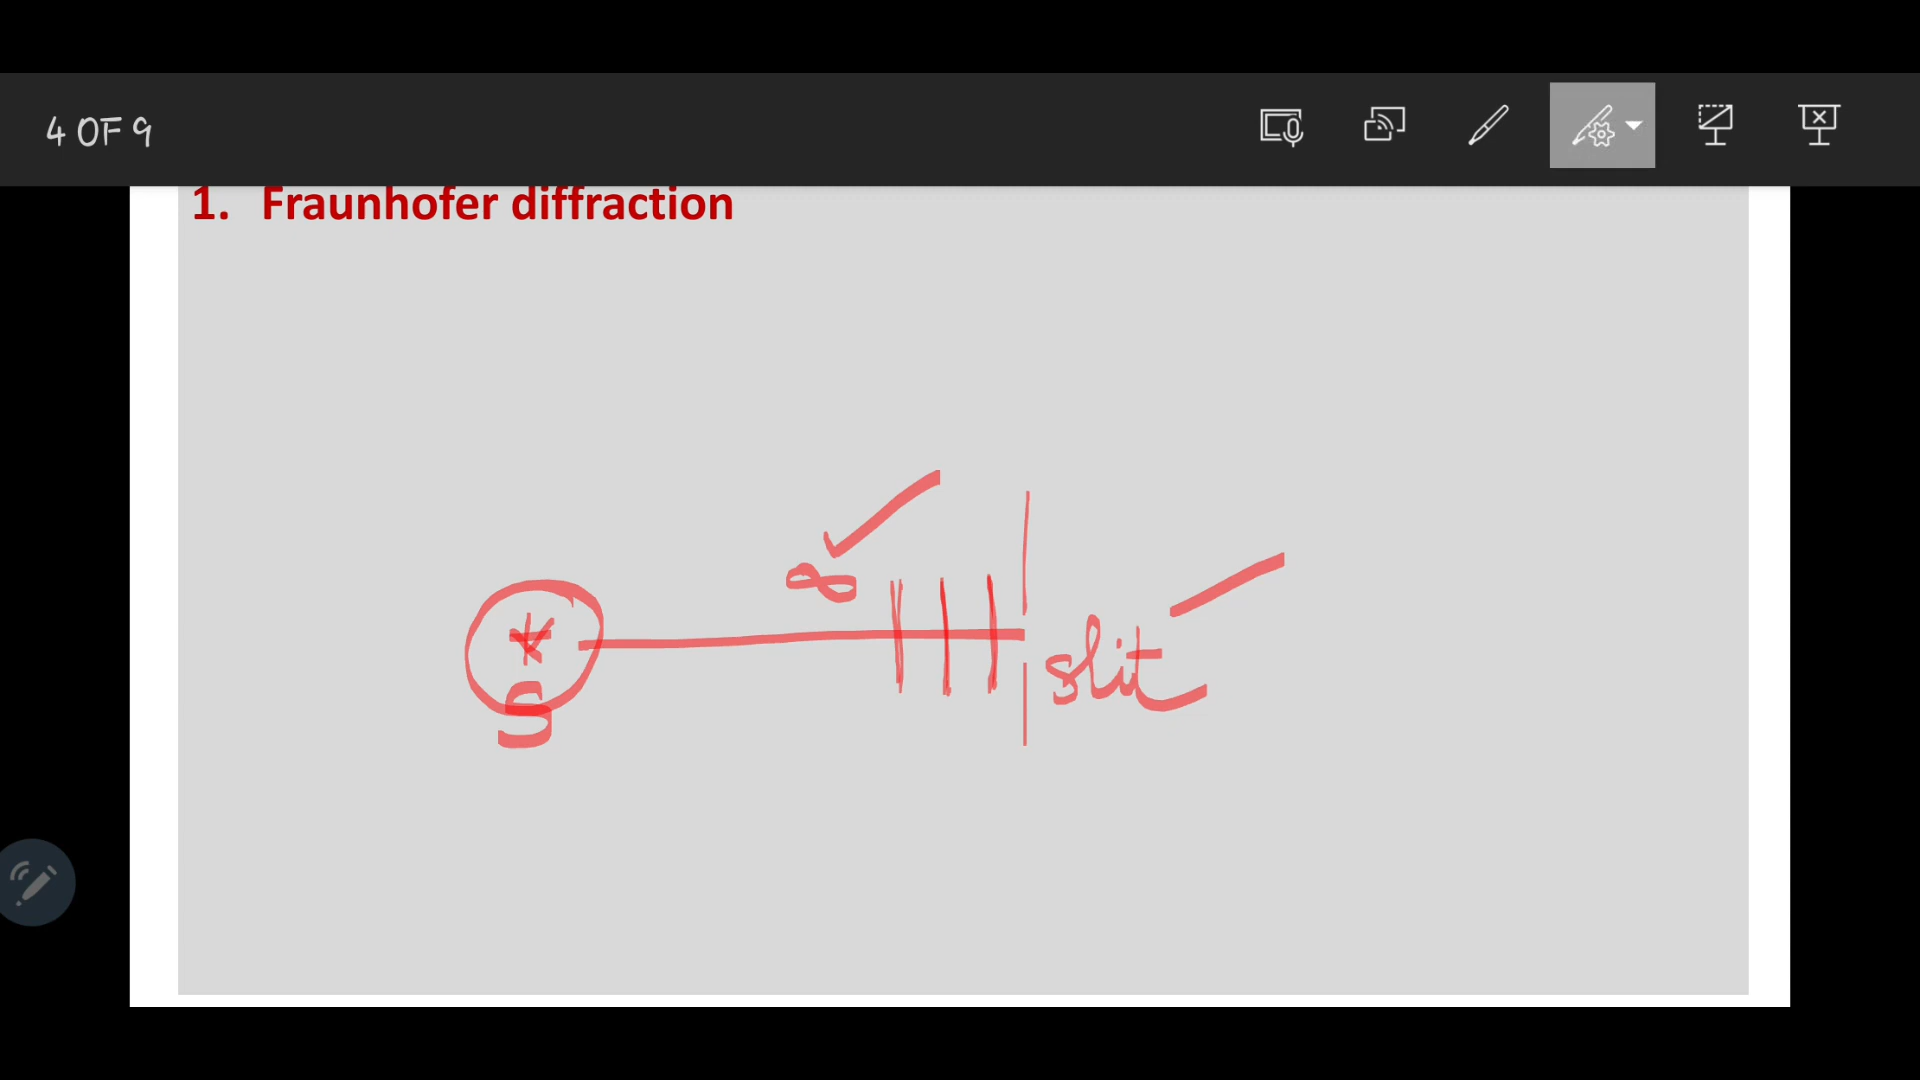 4 OF 9
1. Fraunhofer diffraction
∞
slit
S